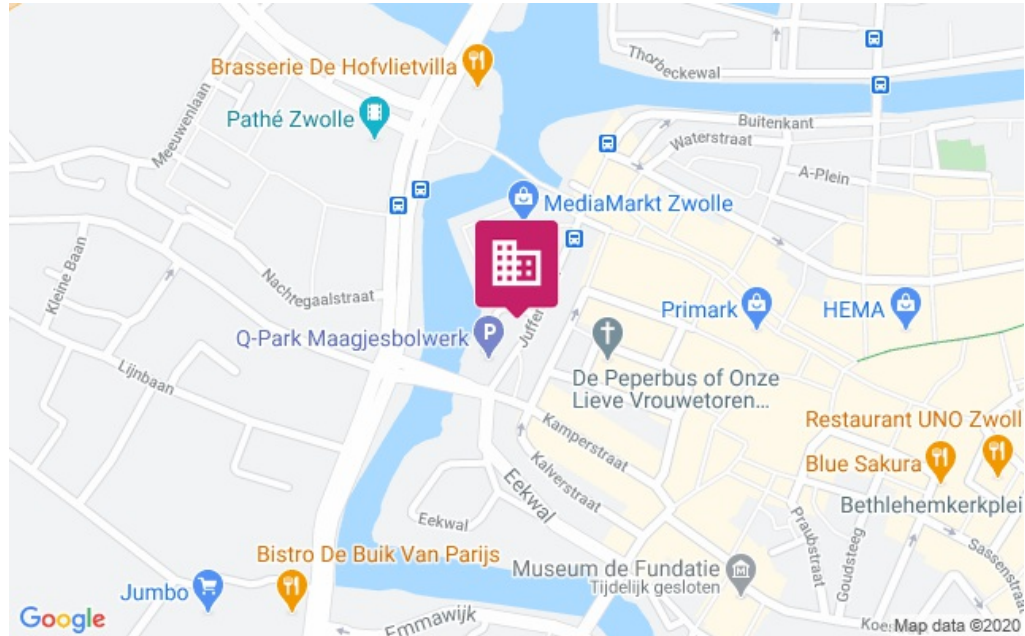 Thorbeckewal
Brasserie De Hofvlietvilla
Pathé Zwolle
Meeuwenlaan
Buitenkant
Waterstraat
A-Plein
MediaMarkt Zwolle
Kleine Baan
Nachtegaalstraat
Primark
HEMA
Q-Park Maagjesbolwerk
P
Juffer
Lijnbaan
De Peperbus of Onze
Lieve Vrouwetoren...
Restaurant UNO Zwoll
Kamperstraat
Blue Sakura
Kalverstraat
Eekwal
Bethlehemkerkplei
Eekwal
Praubstraat
Goudsteeg
Sassenstraat
Bistro De Buik Van Parijs
Museum de Fundatie
Tijdelijk gesloten
Jumbo
Emmawijk
Google
Koe
Map data ©2020